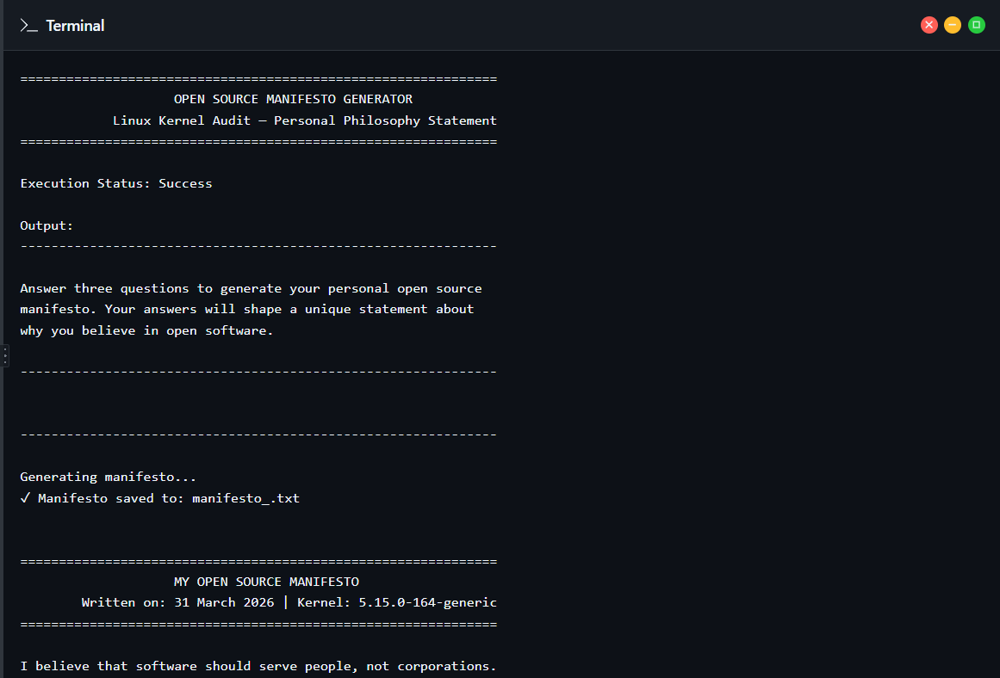 Terminal
==============================================================
OPEN SOURCE MANIFESTO GENERATOR
Linux Kernel Audit — Personal Philosophy Statement
==============================================================
Execution Status: Success
Output:
--------------------------------------------------------------
Answer three questions to generate your personal open source
manifesto. Your answers will shape a unique statement about
why you believe in open software.
--------------------------------------------------------------
--------------------------------------------------------------
Generating manifesto...
✓ Manifesto saved to: manifesto_.txt
==============================================================
MY OPEN SOURCE MANIFESTO
Written on: 31 March 2026 | Kernel: 5.15.0-164-generic
==============================================================
I believe that software should serve people, not corporations.